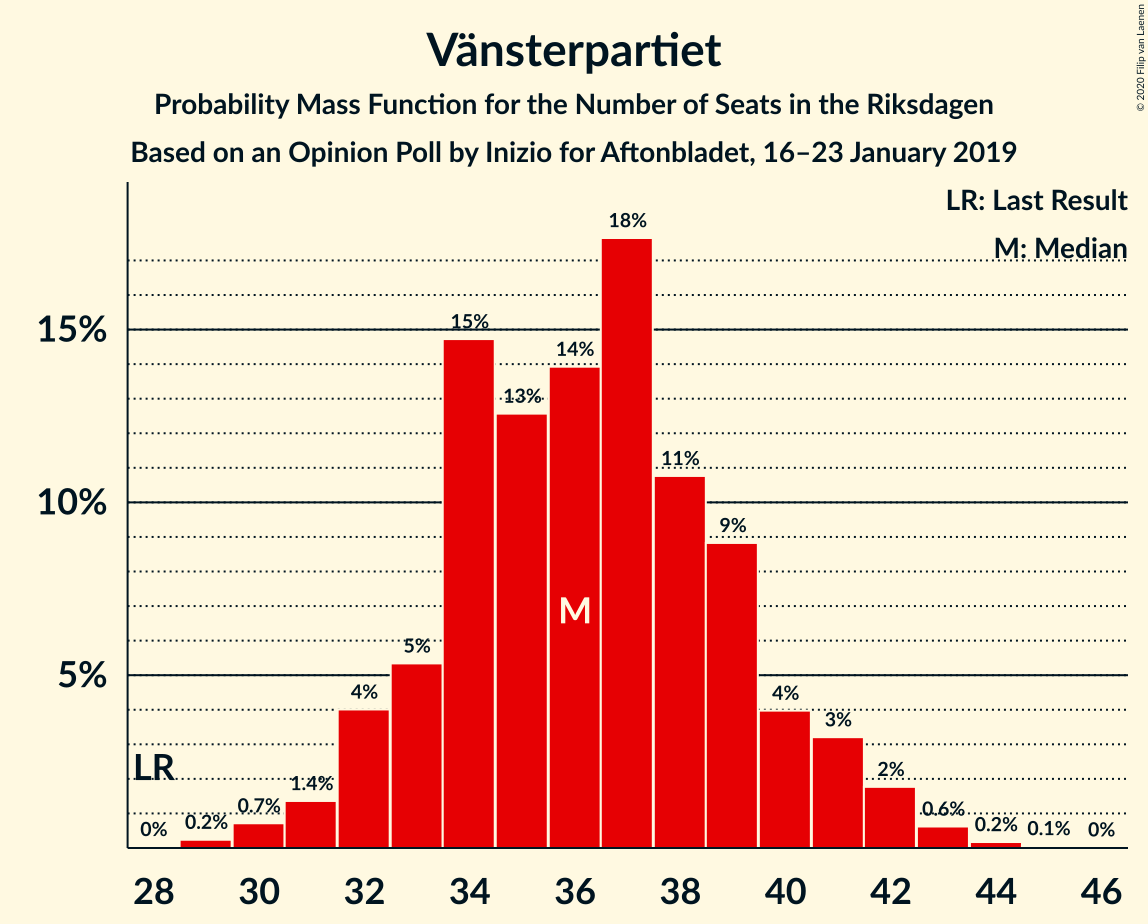 Vänsterpartiet
Probability Mass Function for the Number of Seats in the Riksdagen
Based on an Opinion Poll by Inizio for Aftonbladet, 16–23 January 2019
© 2020 Filip van Laenen
LR: Last Result
M: Median
15%
10%
5%
LR
0%
0.2%
0.7%
1.4%
4%
5%
15%
13%
14%
M
18%
11%
9%
4%
3%
2%
0.6%
0.2%
0.1%
0%
28 30 32 34 36 38 40 42 44 46